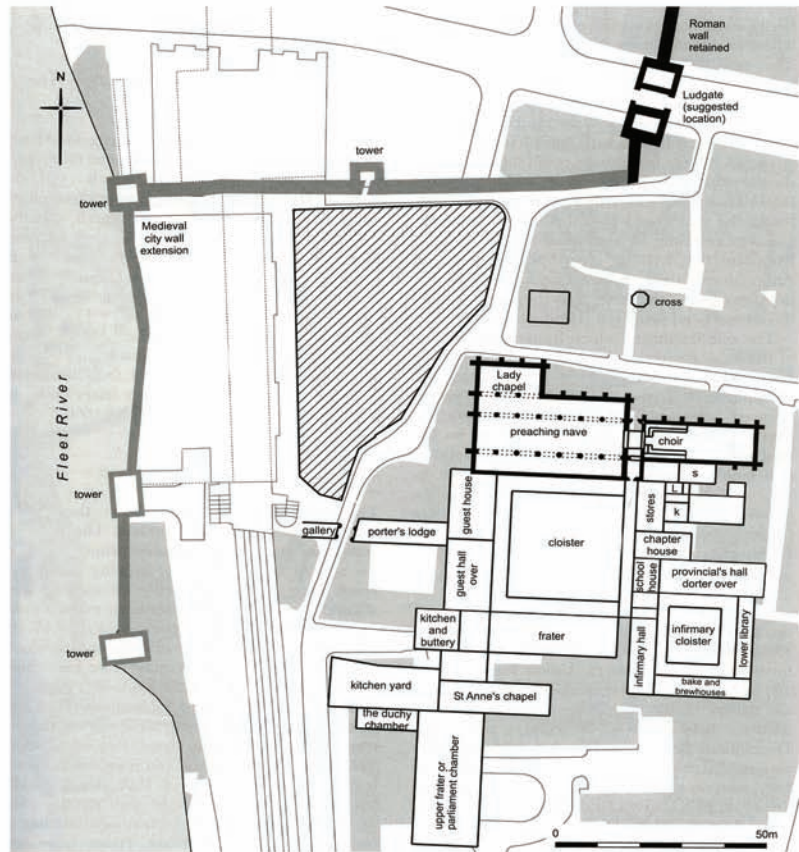 Roman
wall
retained
N
Ludgate
(suggested
location)
tower
tower
Medieval
city wall
extension
cross
Lady
chapel
Fleet River
preaching nave
choir
s
tower
guest house
L
stores
k
gallery
porter's lodge
cloister
chapter
house
guest hall
over
school
house
provincial's hall
dorter over
kitchen
and
buttery
frater
infirmary hall
infirmary
cloister
lower library
tower
kitchen yard
St Anne's chapel
bake and
brewhouses
the duchy
chamber
upper frater or
parliament chamber
0
50m